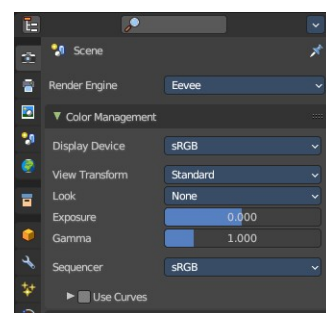 Scene
Render Engine Eevee
Color Management
Display Device sRGB
View Transform Standard
Look None
Exposure 0.000
Gamma 1.000
Sequencer sRGB
Use Curves